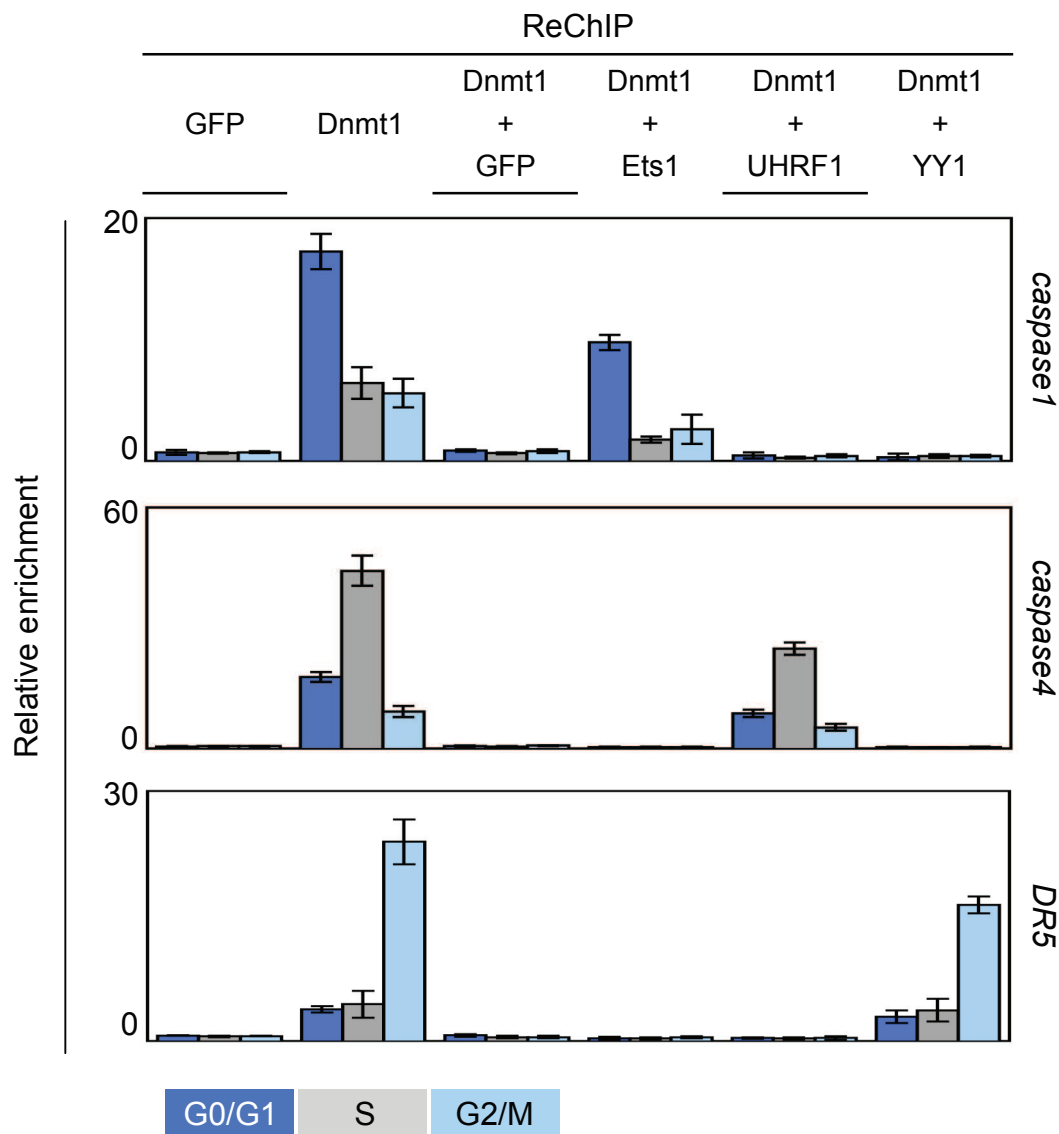 ReChIP
GFP
Dnmt1
Dnmt1
+
GFP
Dnmt1
+
Ets1
Dnmt1
+
UHRF1
Dnmt1
+
YY1
Relative enrichment
20
0
caspase1
60
0
caspase4
30
0
DR5
G0/G1
S
G2/M